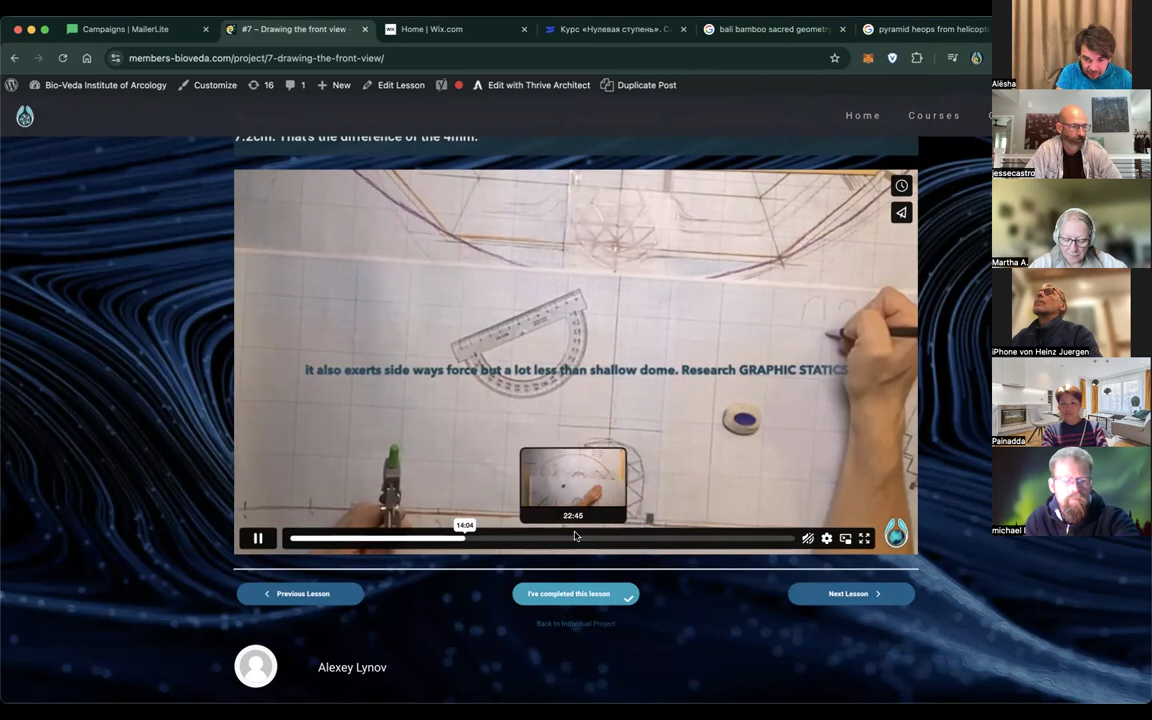 Campaigns | MailerLite
#7 – Drawing the front view -
Home | Wix.com
Курс «Нулевая ступень». С
bali bamboo sacred geometr
pyramid heops from helicopt
members-bioveda.com/project/7-drawing-the-front-view/
Bio-Veda Institute of Arcology
Customize
16
1
New
Edit Lesson
Edit with Thrive Architect
Duplicate Post
Home
Courses
7.2cm. That's the difference of the 4mm.
it also exerts side ways force but a lot less than shallow dome. Research GRAPHIC STATICS
22:45
14:04
Previous Lesson
I've completed this lesson
Next Lesson
Back to Individual Project
Alexey Lynov
Alësha
jessecastro
Martha A.
iPhone von Heinz Juergen
Painadda
michael l